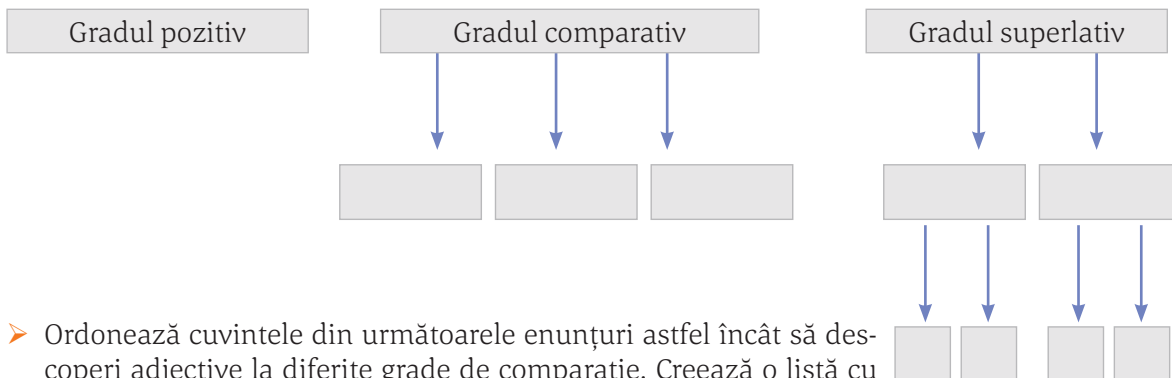 Gradul pozitiv
Gradul comparativ
Gradul superlativ
➢ Ordonează cuvintele din următoarele enunțuri astfel încât să des-
coperi adjective la diferite grade de comparație. Creează o listă cu